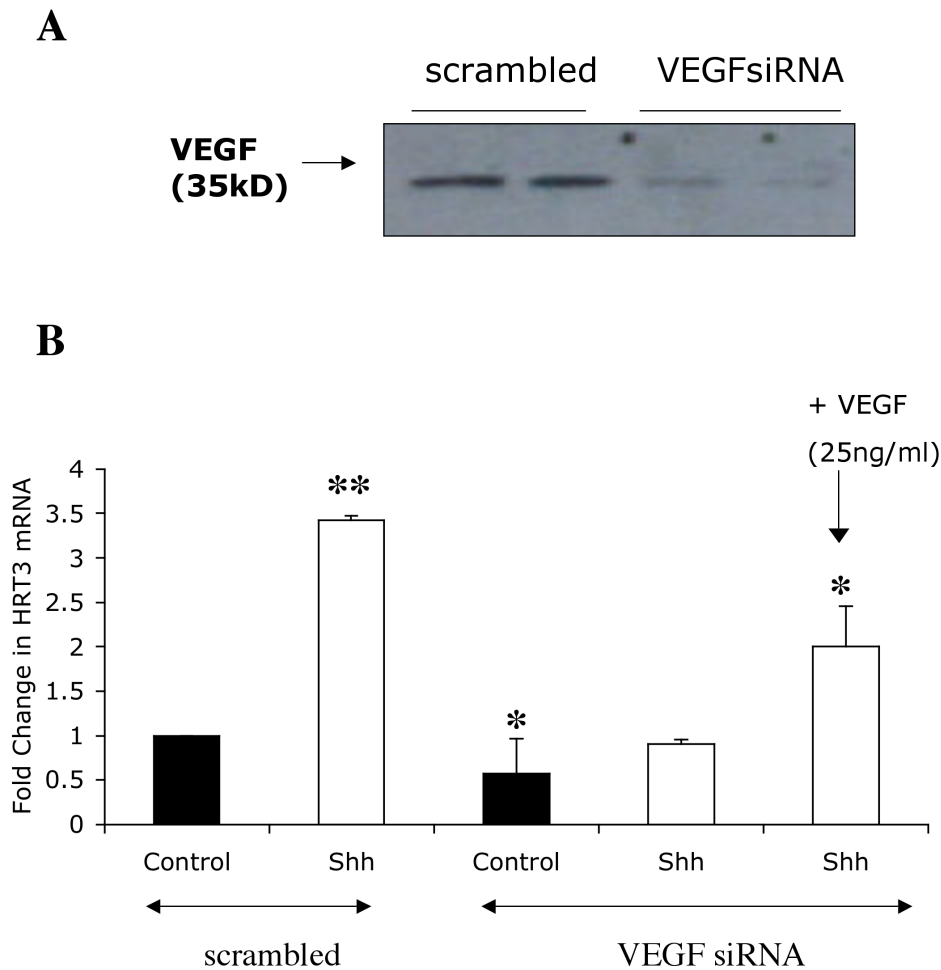 A
scrambled VEGFsiRNA
VEGF
(35kD)
B
+ VEGF
(25ng/ml)
Fold Change in HRT3 mRNA
4
3.5
3
2.5
2
1.5
1
0.5
0
**
*
*
Control Shh Control Shh Shh
scrambled VEGF siRNA